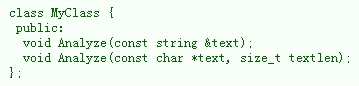 class MyClass {
 public:
  void Analyze(const string &text);
  void Analyze(const char *text, size_t textlen);
};